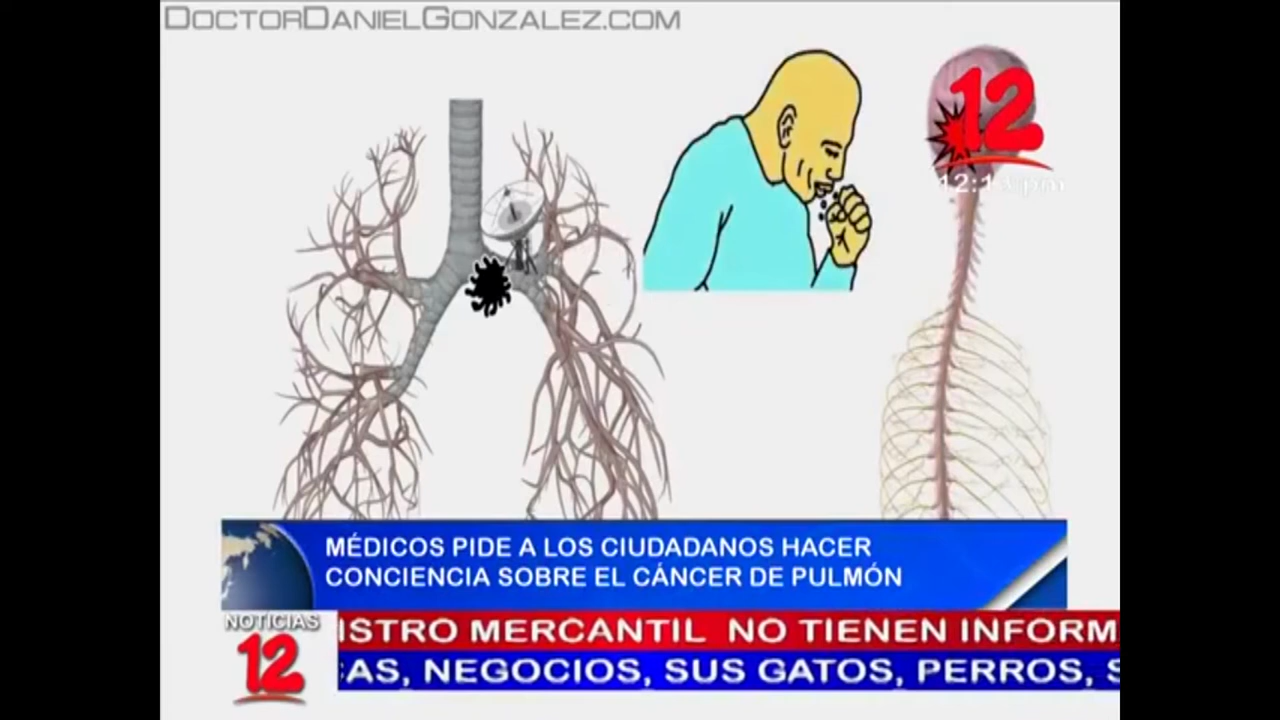 DOCTORDANIELGONZALEZ.COM
12
MÉDICOS PIDE A LOS CIUDADANOS HACER
CONCIENCIA SOBRE EL CÁNCER DE PULMÓN
NOTICIAS
12
ISTRO MERCANTIL NO TIENEN INFORM
CAS, NEGOCIOS, SUS GATOS, PERROS, S